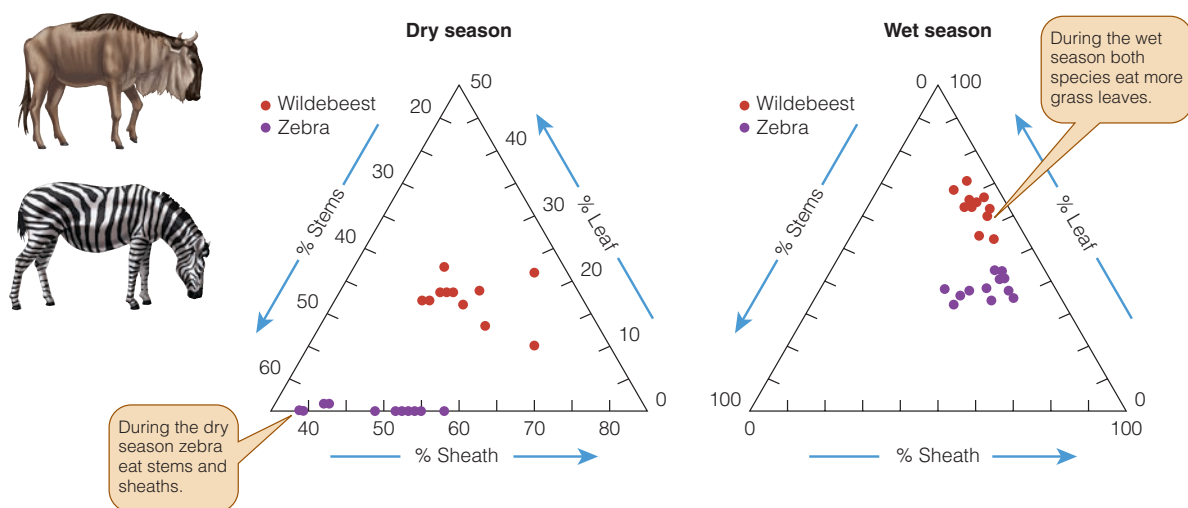 Dry season
Wildebeest
Zebra
% Stems
20
30
40
50
60
50
40
30
20
10
0
% Leaf
40
50
60
70
80
% Sheath
During the dry
season zebra
eat stems and
sheaths.
Wet season
Wildebeest
Zebra
0
100
% Stems
% Leaf
100
0
0
100
% Sheath
During the wet
season both
species eat more
grass leaves.